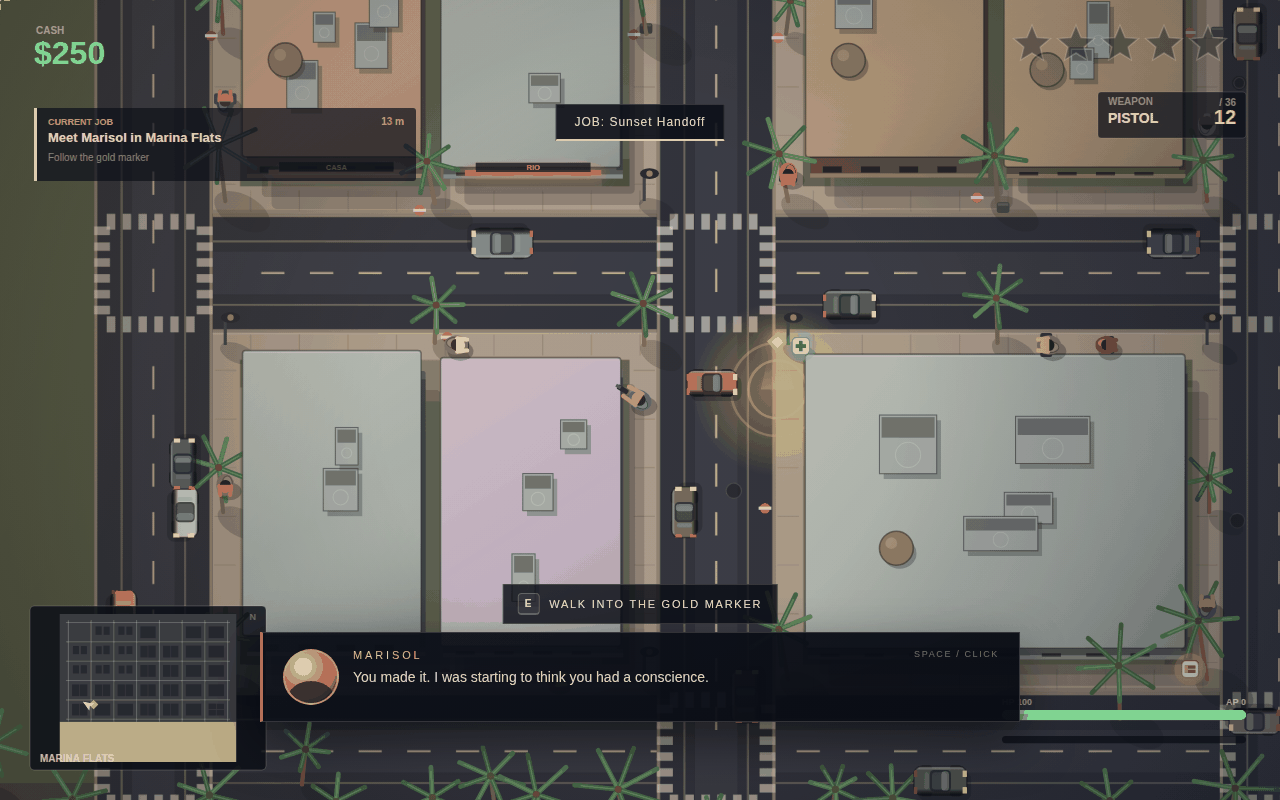 CASH
$250
CURRENT JOB
13 m
Meet Marisol in Marina Flats
Follow the gold marker
JOB: Sunset Handoff
WEAPON
/ 36
PISTOL
12
CASA
RIO
E
WALK INTO THE GOLD MARKER
N
MARISOL
SPACE / CLICK
You made it. I was starting to think you had a conscience.
AP 0
MARINA FLATS